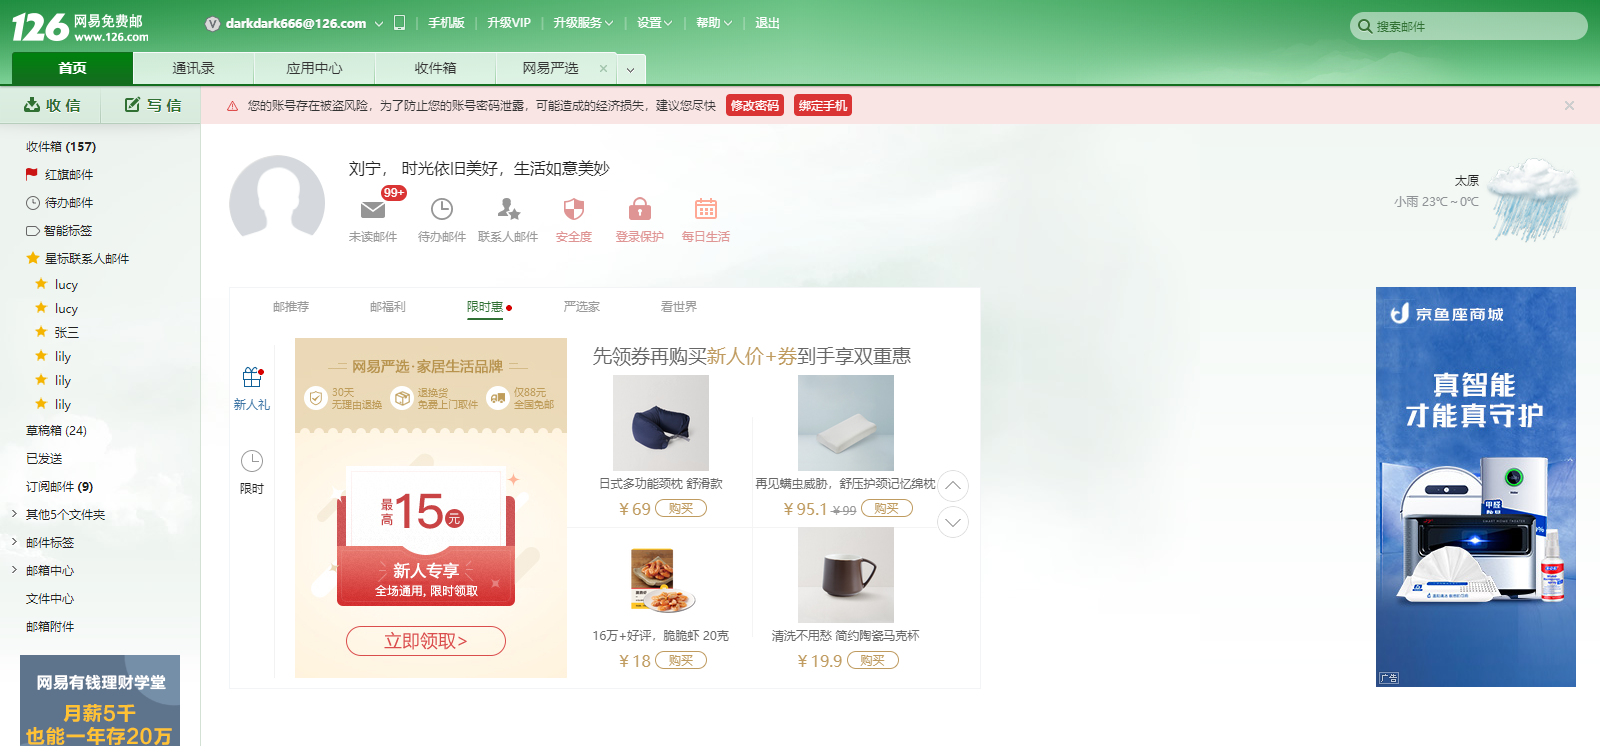 126 网易免费邮
www.126.com
darkdark666@126.com
手机版
升级VIP
升级服务
设置
帮助
退出
搜索邮件
首页
通讯录
应用中心
收件箱
网易严选
收信
写信
您的账号存在被盗风险，为了防止您的账号密码泄露，可能造成的经济损失，建议您尽快 修改密码 绑定手机
收件箱 (157)
红旗邮件
待办邮件
智能标签
星标联系人邮件
lucy
lucy
张三
lily
lily
lily
草稿箱 (24)
已发送
订阅邮件 (9)
其他5个文件夹
邮件标签
邮箱中心
文件中心
邮箱附件
网易有钱理财学堂
月薪5千
也能一年存20万
刘宁， 时光依旧美好，生活如意美妙
99+
未读邮件
待办邮件
联系人邮件
安全度
登录保护
每日生活
太原
小雨 23℃～0℃
邮推荐
邮福利
限时惠
严选家
看世界
新人礼
限时
网易严选·家居生活品牌
30天
无理由退换
退换货
免费上门取件
仅88元
全国免邮
最高15元
新人专享
全场通用, 限时领取
立即领取>
先领券再购买新人价+券到手享双重惠
日式多功能颈枕 舒滑款
¥69 购买
再见螨虫威胁，舒压护颈记忆绵枕
¥95.1 ¥99 购买
16万+好评，脆脆虾 20克
¥18 购买
清洗不用愁 简约陶瓷马克杯
¥19.9 购买
京鱼座商城
真智能
才能真守护
广告